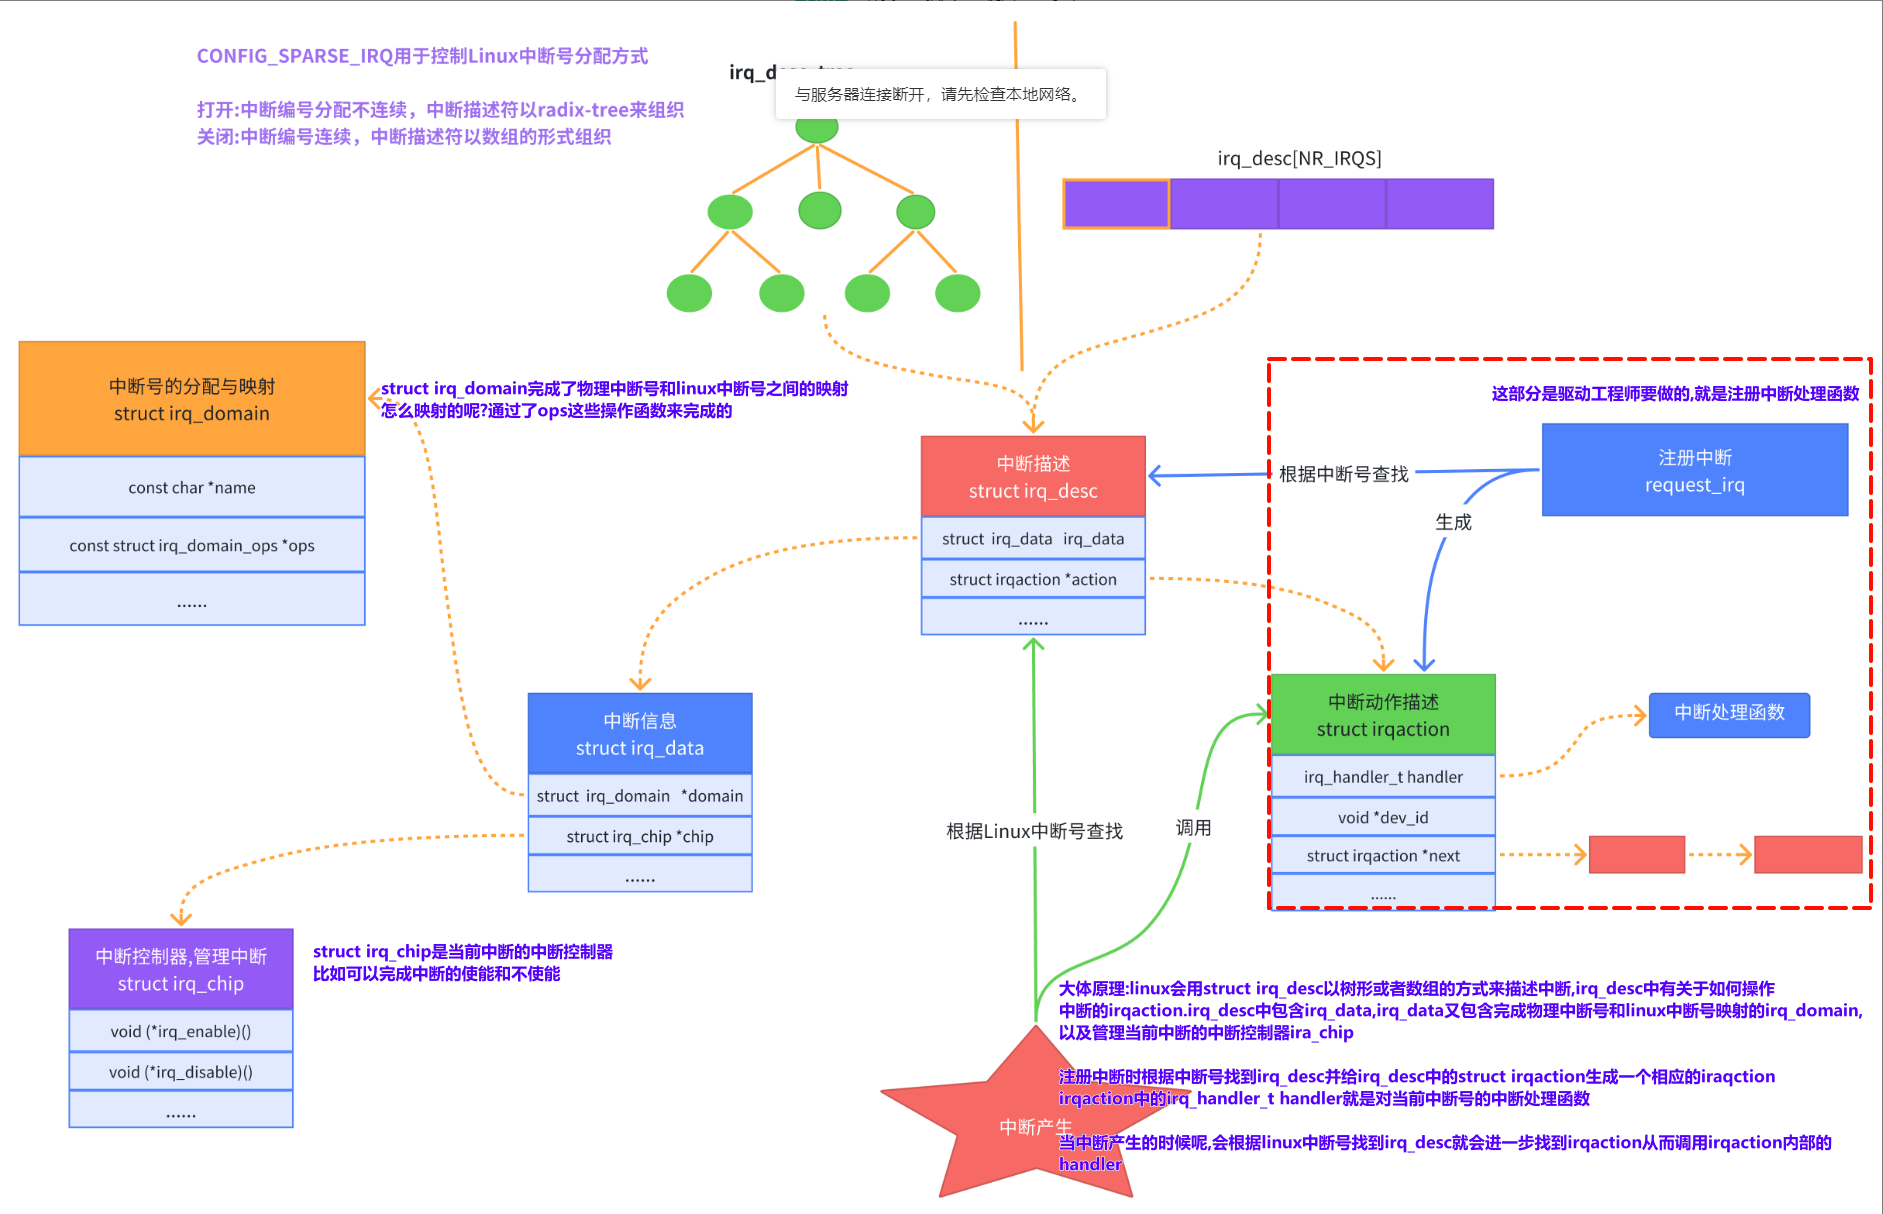 CONFIG_SPARSE_IRQ用于控制Linux中断号分配方式
打开:中断编号分配不连续，中断描述符以radix-tree来组织
关闭:中断编号连续，中断描述符以数组的形式组织
与服务器连接断开，请先检查本地网络。
irq_desc[NR_IRQS]
中断号的分配与映射
struct irq_domain
const char *name
const struct irq_domain_ops *ops
......
struct irq_domain完成了物理中断号和linux中断号之间的映射
怎么映射的呢?通过了ops这些操作函数来完成的
中断描述
struct irq_desc
struct irq_data irq_data
struct irqaction *action
......
这部分是驱动工程师要做的,就是注册中断处理函数
注册中断
request_irq
根据中断号查找
生成
中断信息
struct irq_data
struct irq_domain *domain
struct irq_chip *chip
......
中断动作描述
struct irqaction
irq_handler_t handler
void *dev_id
struct irqaction *next
......
中断处理函数
根据Linux中断号查找
调用
中断控制器,管理中断
struct irq_chip
void (*irq_enable)()
void (*irq_disable)()
......
struct irq_chip是当前中断的中断控制器
比如可以完成中断的使能和不使能
中断产生
大体原理:linux会用struct irq_desc以树形或者数组的方式来描述中断,irq_desc中有关于如何操作
中断的irqaction.irq_desc中包含irq_data,irq_data又包含完成物理中断号和linux中断号映射的irq_domain,
以及管理当前中断的中断控制器ira_chip
注册中断时根据中断号找到irq_desc并给irq_desc中的struct irqaction生成一个相应的iraqction
irqaction中的irq_handler_t handler就是对当前中断号的中断处理函数
当中断产生的时候呢,会根据linux中断号找到irq_desc就会进一步找到irqaction从而调用irqaction内部的
handler